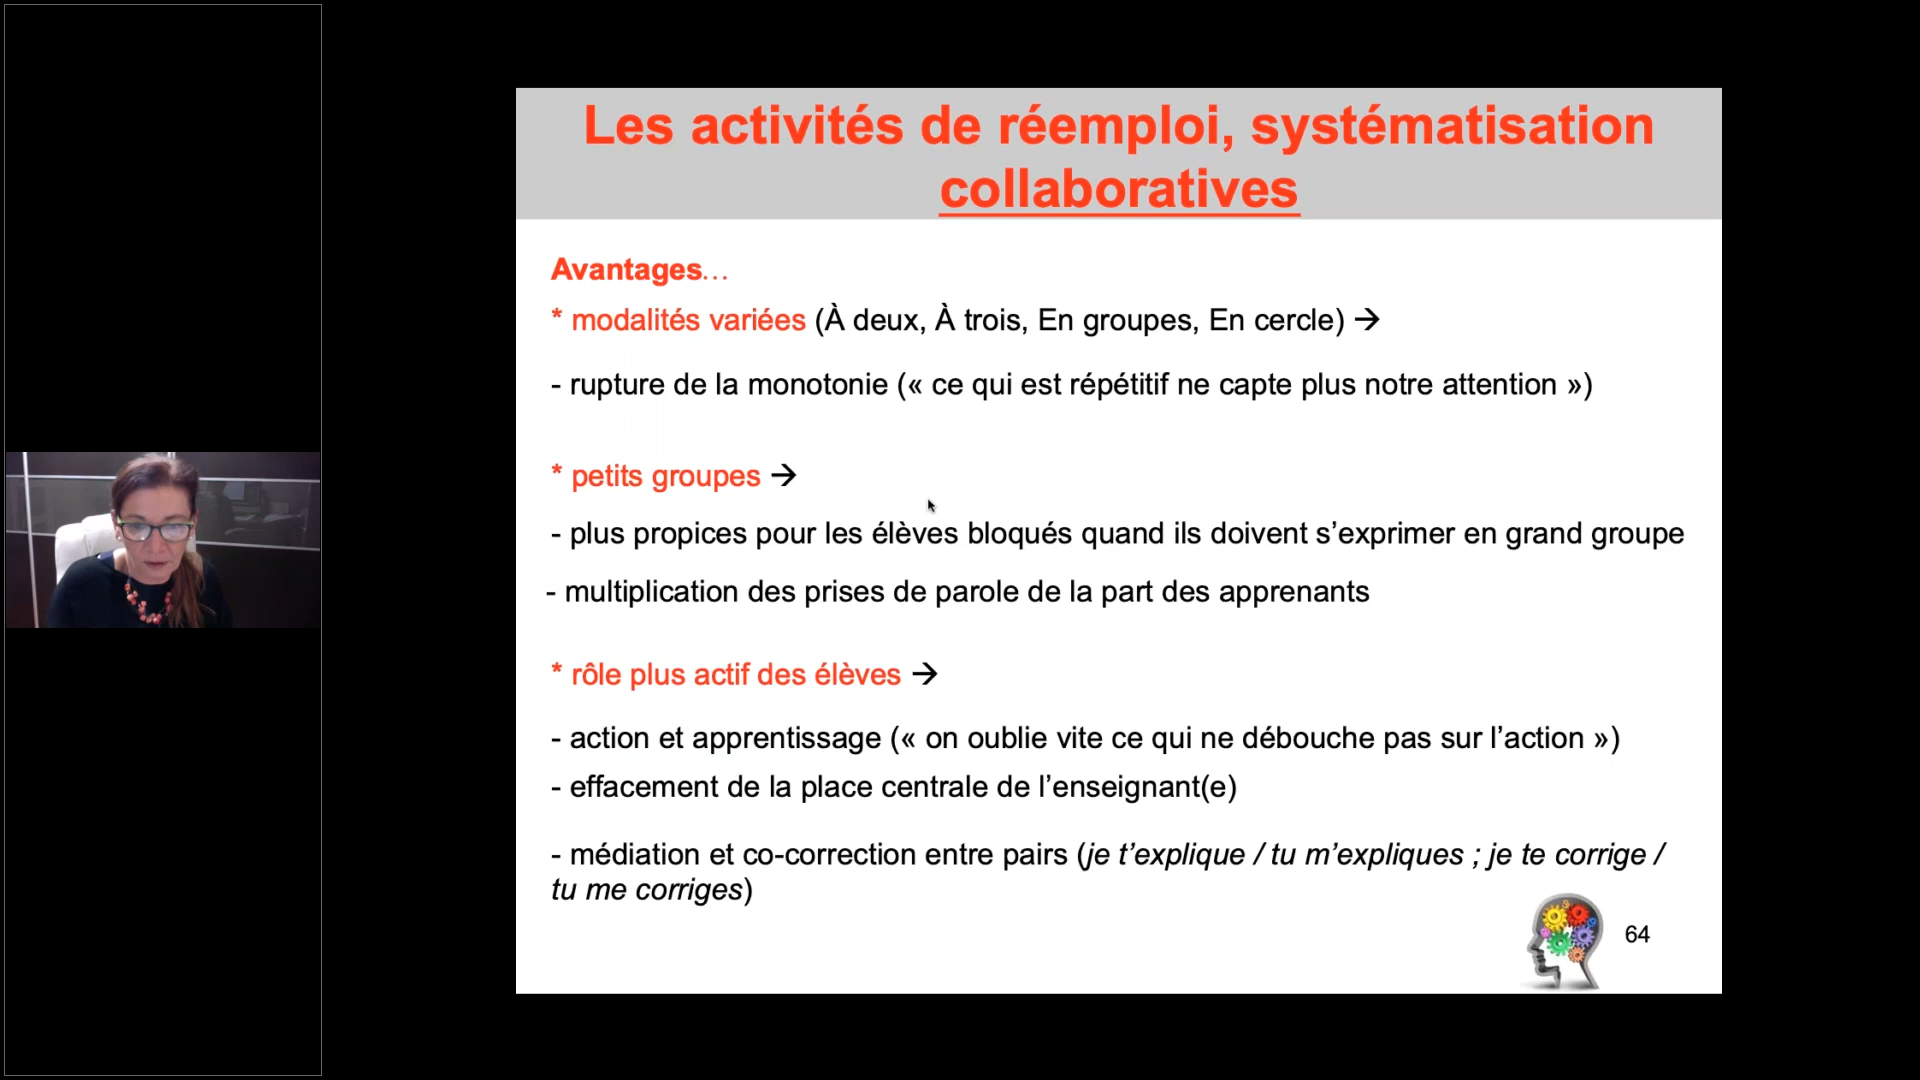 Les activités de réemploi, systématisation
collaboratives
Avantages…
* modalités variées (À deux, À trois, En groupes, En cercle) →
- rupture de la monotonie (« ce qui est répétitif ne capte plus notre attention »)
* petits groupes →
- plus propices pour les élèves bloqués quand ils doivent s’exprimer en grand groupe
- multiplication des prises de parole de la part des apprenants
* rôle plus actif des élèves →
- action et apprentissage (« on oublie vite ce qui ne débouche pas sur l’action »)
- effacement de la place centrale de l’enseignant(e)
- médiation et co-correction entre pairs (je t’explique / tu m’expliques ; je te corrige /
tu me corriges)
64